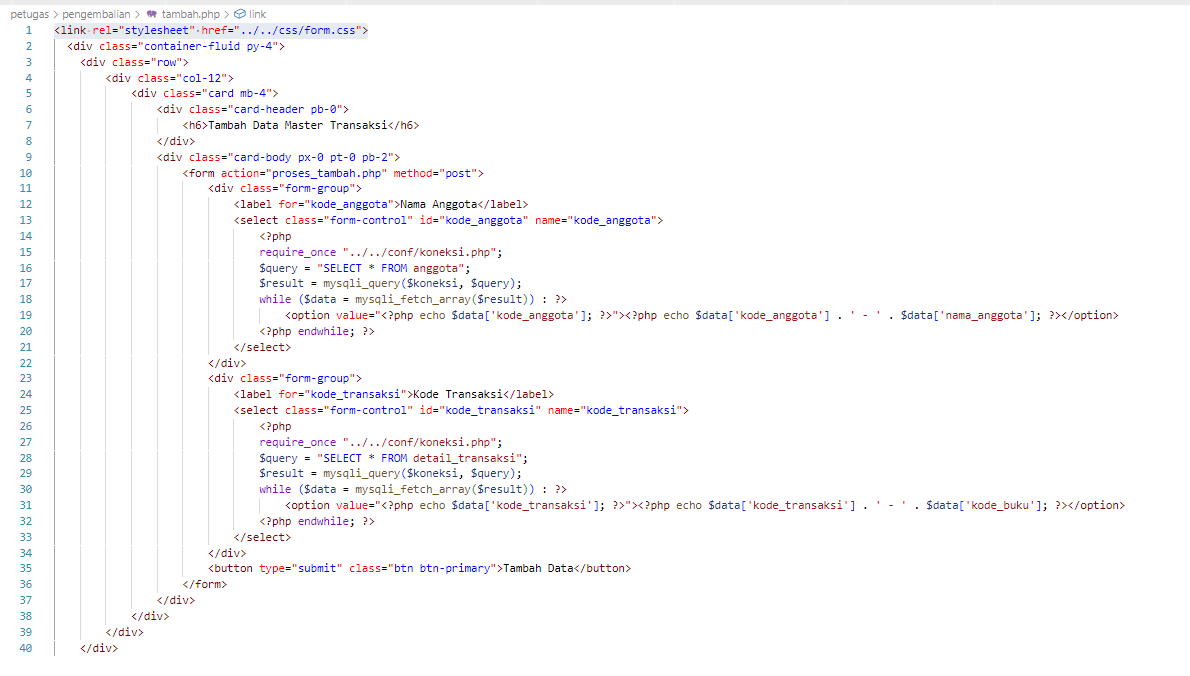 petugas > pengembalian > tambah.php > link
1 <link rel="stylesheet" href="../../css/form.css">
2 <div class="container-fluid py-4">
3 <div class="row">
4 <div class="col-12">
5 <div class="card mb-4">
6 <div class="card-header pb-0">
7 <h6>Tambah Data Master Transaksi</h6>
8 </div>
9 <div class="card-body px-0 pt-0 pb-2">
10 <form action="proses_tambah.php" method="post">
11 <div class="form-group">
12 <label for="kode_anggota">Nama Anggota</label>
13 <select class="form-control" id="kode_anggota" name="kode_anggota">
14 <?php
15 require_once "../../conf/koneksi.php";
16 $query = "SELECT * FROM anggota";
17 $result = mysqli_query($koneksi, $query);
18 while ($data = mysqli_fetch_array($result)) : ?>
19 <option value="<?php echo $data['kode_anggota']; ?>"><?php echo $data['kode_anggota'] . ' - ' . $data['nama_anggota']; ?></option>
20 <?php endwhile; ?>
21 </select>
22 </div>
23 <div class="form-group">
24 <label for="kode_transaksi">Kode Transaksi</label>
25 <select class="form-control" id="kode_transaksi" name="kode_transaksi">
26 <?php
27 require_once "../../conf/koneksi.php";
28 $query = "SELECT * FROM detail_transaksi";
29 $result = mysqli_query($koneksi, $query);
30 while ($data = mysqli_fetch_array($result)) : ?>
31 <option value="<?php echo $data['kode_transaksi']; ?>"><?php echo $data['kode_transaksi'] . ' - ' . $data['kode_buku']; ?></option>
32 <?php endwhile; ?>
33 </select>
34 </div>
35 <button type="submit" class="btn btn-primary">Tambah Data</button>
36 </form>
37 </div>
38 </div>
39 </div>
40 </div>